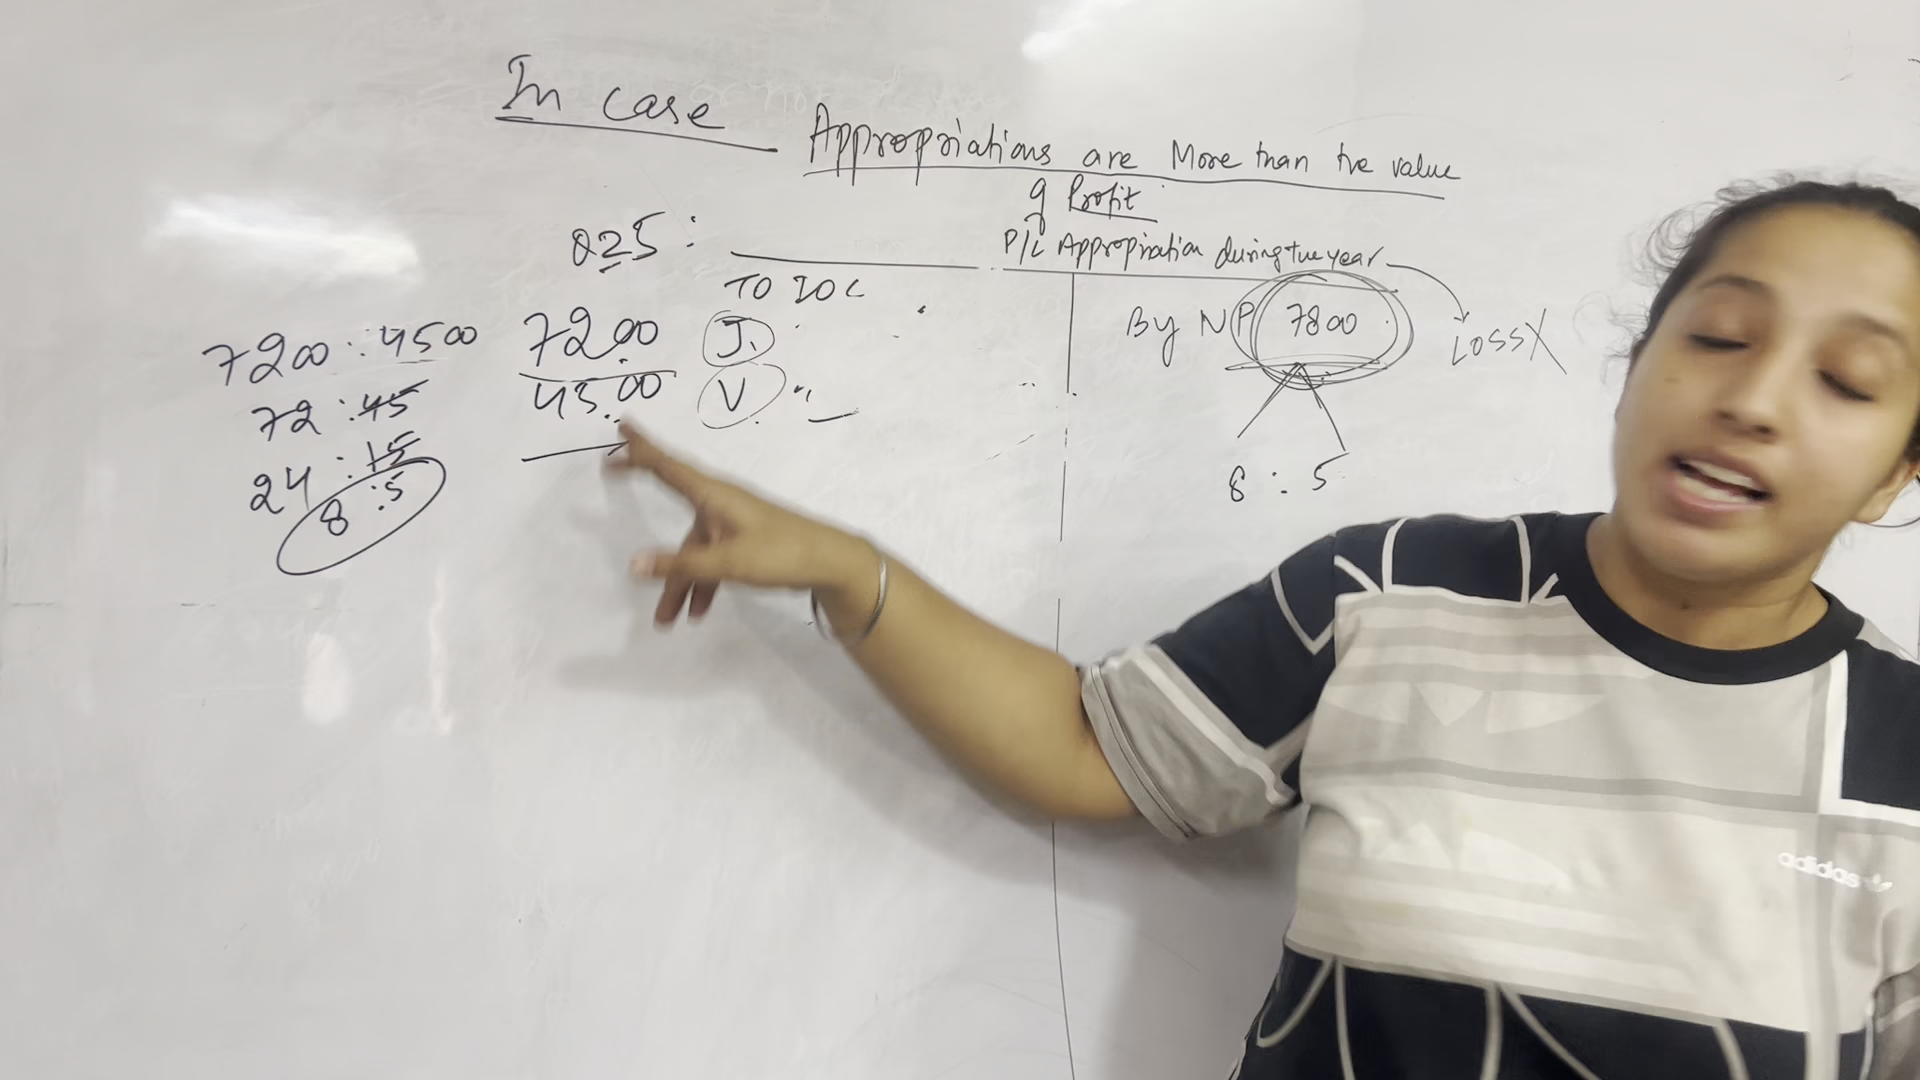 In case Appropriations are More than the value
of Profit
Q25:
P/L Appropriation during the year
TO IOC
By NP 7800
Loss X
7200 : 4500
7200 J.
72 : 45
4500 V
24 : 15
8 : 5
8 : 5
adidas